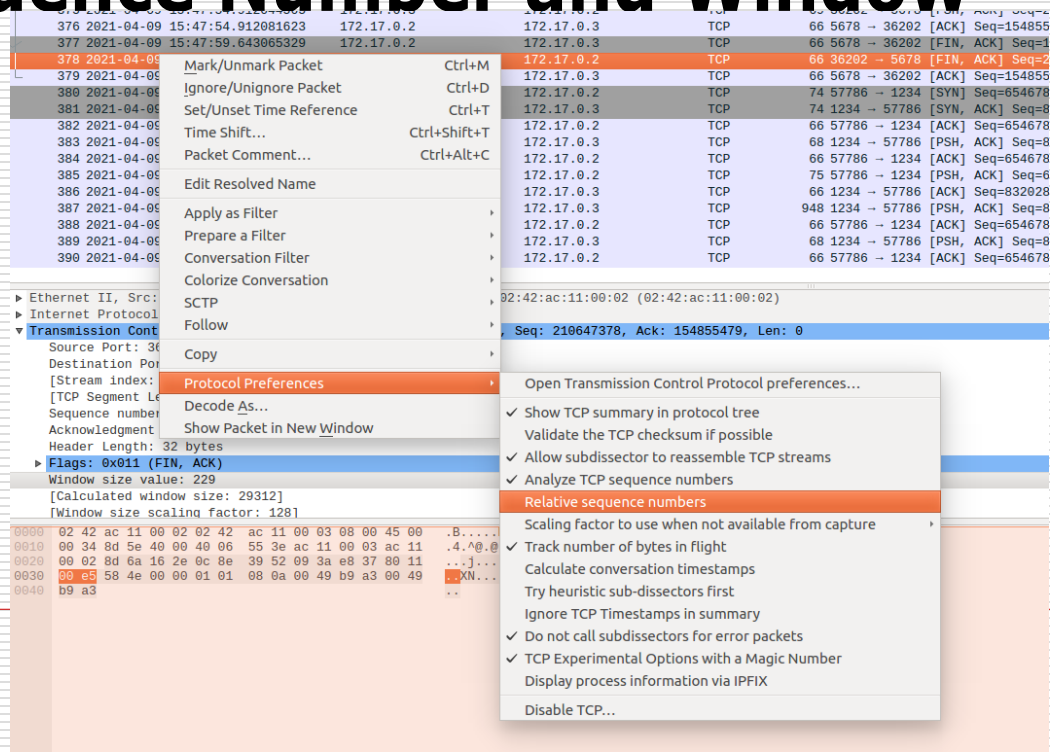 uence Number and Window
376 2021-04-09 15:47:54.912081623 172.17.0.2 172.17.0.3 TCP 66 5678 → 36202 [ACK] Seq=154855
377 2021-04-09 15:47:59.643065329 172.17.0.2 172.17.0.3 TCP 66 5678 → 36202 [FIN, ACK] Seq=1
378 2021-04-09 172.17.0.2 TCP 66 36202 → 5678 [FIN, ACK] Seq=2
379 2021-04-09 172.17.0.3 TCP 66 5678 → 36202 [ACK] Seq=154855
380 2021-04-09 172.17.0.2 TCP 74 57786 → 1234 [SYN] Seq=654678
381 2021-04-09 172.17.0.3 TCP 74 1234 → 57786 [SYN, ACK] Seq=8
382 2021-04-09 172.17.0.2 TCP 66 57786 → 1234 [ACK] Seq=654678
383 2021-04-09 172.17.0.3 TCP 68 1234 → 57786 [PSH, ACK] Seq=8
384 2021-04-09 172.17.0.2 TCP 66 57786 → 1234 [ACK] Seq=654678
385 2021-04-09 172.17.0.2 TCP 75 57786 → 1234 [PSH, ACK] Seq=6
386 2021-04-09 172.17.0.3 TCP 66 1234 → 57786 [ACK] Seq=832028
387 2021-04-09 172.17.0.3 TCP 948 1234 → 57786 [PSH, ACK] Seq=8
388 2021-04-09 172.17.0.2 TCP 66 57786 → 1234 [ACK] Seq=654678
389 2021-04-09 172.17.0.3 TCP 68 1234 → 57786 [PSH, ACK] Seq=8
390 2021-04-09 172.17.0.2 TCP 66 57786 → 1234 [ACK] Seq=654678
Mark/Unmark Packet Ctrl+M
Ignore/Unignore Packet Ctrl+D
Set/Unset Time Reference Ctrl+T
Time Shift… Ctrl+Shift+T
Packet Comment… Ctrl+Alt+C
Edit Resolved Name
Apply as Filter
Prepare a Filter
Conversation Filter
Colorize Conversation
SCTP
Follow
Copy
Protocol Preferences
Decode As…
Show Packet in New Window
Ethernet II, Src: 02:42:ac:11:00:02 (02:42:ac:11:00:02)
Internet Protocol
Transmission Cont , Seq: 210647378, Ack: 154855479, Len: 0
Source Port: 36
Destination Por
[Stream index:
[TCP Segment Le
Sequence number
Acknowledgment
Header Length: 32 bytes
Flags: 0x011 (FIN, ACK)
Window size value: 229
[Calculated window size: 29312]
[Window size scaling factor: 128]
Open Transmission Control Protocol preferences…
✓ Show TCP summary in protocol tree
Validate the TCP checksum if possible
✓ Allow subdissector to reassemble TCP streams
✓ Analyze TCP sequence numbers
Relative sequence numbers
Scaling factor to use when not available from capture
✓ Track number of bytes in flight
Calculate conversation timestamps
Try heuristic sub-dissectors first
Ignore TCP Timestamps in summary
✓ Do not call subdissectors for error packets
✓ TCP Experimental Options with a Magic Number
Display process information via IPFIX
Disable TCP…
0000 02 42 ac 11 00 02 02 42 ac 11 00 03 08 00 45 00 .B.....
0010 00 34 8d 5e 40 00 40 06 55 3e ac 11 00 03 ac 11 .4.^@.@
0020 00 02 8d 6a 16 2e 0c 8e 39 52 09 3a e8 37 80 11 ...j...
0030 00 e5 58 4e 00 00 01 01 08 0a 00 49 b9 a3 00 49 ..XN...
0040 b9 a3 ..